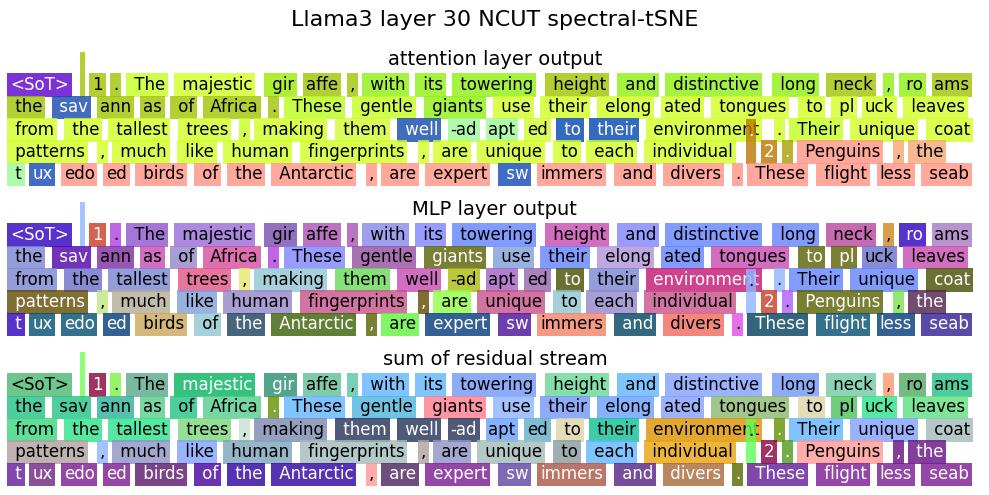 Llama3 layer 30 NCUT spectral-tSNE
attention layer output
<SoT> 1 . The majestic gir affe , with its towering height and distinctive long neck , ro ams
the sav ann as of Africa . These gentle giants use their elong ated tongues to pl uck leaves
from the tallest trees , making them well -ad apt ed to their environment . Their unique coat
patterns , much like human fingerprints , are unique to each individual 2 . Penguins , the
t ux edo ed birds of the Antarctic , are expert sw immers and divers . These flight less seab
MLP layer output
<SoT> 1 . The majestic gir affe , with its towering height and distinctive long neck , ro ams
the sav ann as of Africa . These gentle giants use their elong ated tongues to pl uck leaves
from the tallest trees , making them well -ad apt ed to their environment . . Their unique coat
patterns , much like human fingerprints , are unique to each individual 2 . Penguins , the
t ux edo ed birds of the Antarctic , are expert sw immers and divers . These flight less seab
sum of residual stream
<SoT> 1 . The majestic gir affe , with its towering height and distinctive long neck , ro ams
the sav ann as of Africa . These gentle giants use their elong ated tongues to pl uck leaves
from the tallest trees , making them well -ad apt ed to their environment . . Their unique coat
patterns , much like human fingerprints , are unique to each individual 2 . Penguins , the
t ux edo ed birds of the Antarctic , are expert sw immers and divers . These flight less seab